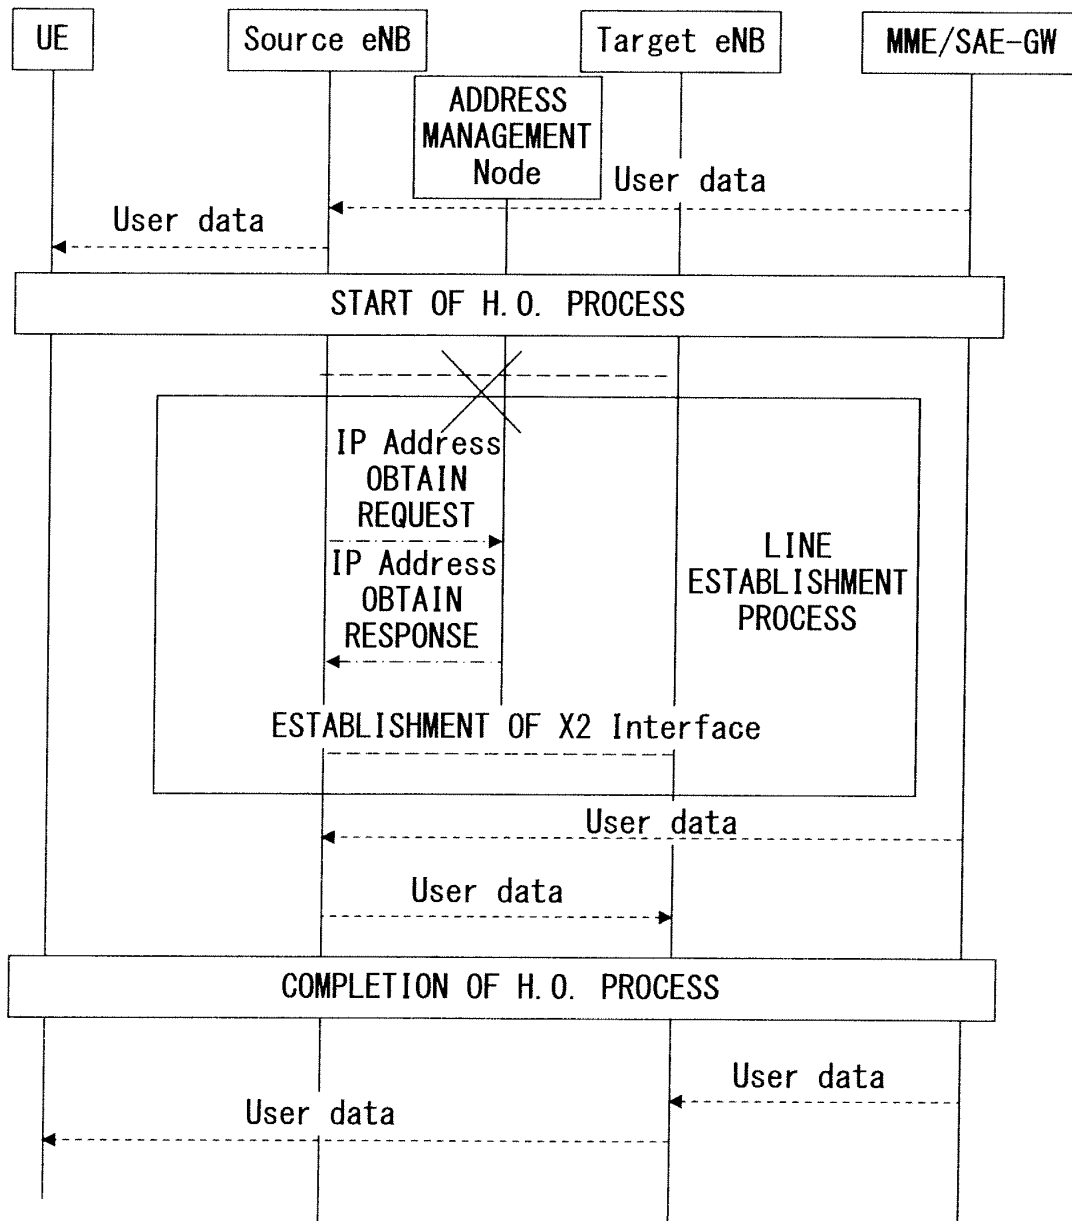 UE
Source eNB
Target eNB
MME/SAE-GW
ADDRESS
MANAGEMENT
Node
User data
User data
START OF H.O. PROCESS
IP Address
OBTAIN
REQUEST
IP Address
OBTAIN
RESPONSE
LINE
ESTABLISHMENT
PROCESS
ESTABLISHMENT OF X2 Interface
User data
User data
COMPLETION OF H.O. PROCESS
User data
User data